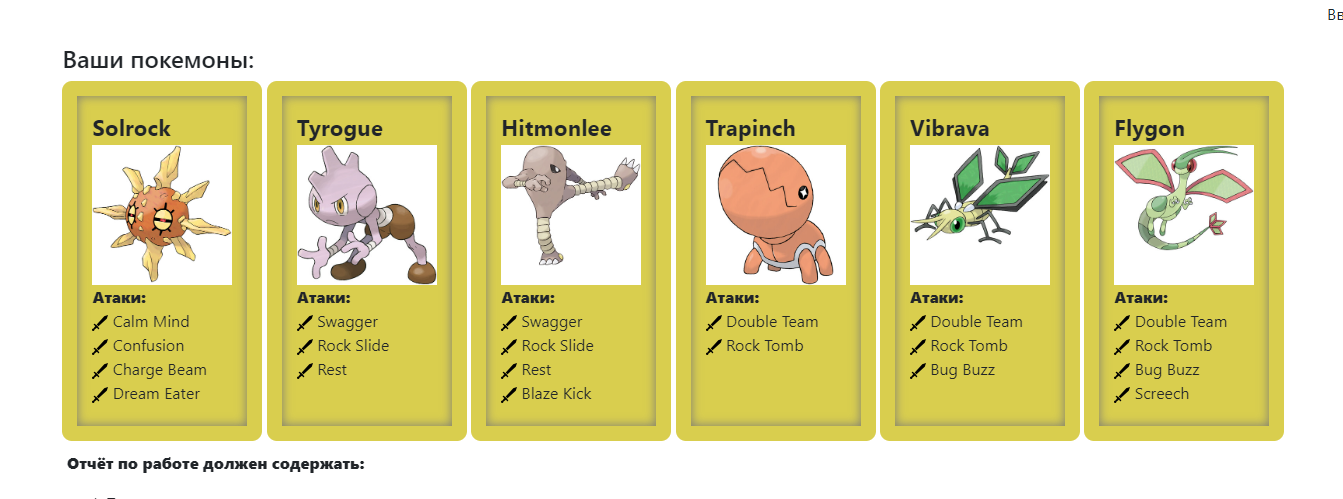 Вв
Ваши покемоны:
Solrock
Атаки:
Calm Mind
Confusion
Charge Beam
Dream Eater
Tyrogue
Атаки:
Swagger
Rock Slide
Rest
Hitmonlee
Атаки:
Swagger
Rock Slide
Rest
Blaze Kick
Trapinch
Атаки:
Double Team
Rock Tomb
Vibrava
Атаки:
Double Team
Rock Tomb
Bug Buzz
Flygon
Атаки:
Double Team
Rock Tomb
Bug Buzz
Screech
Отчёт по работе должен содержать: